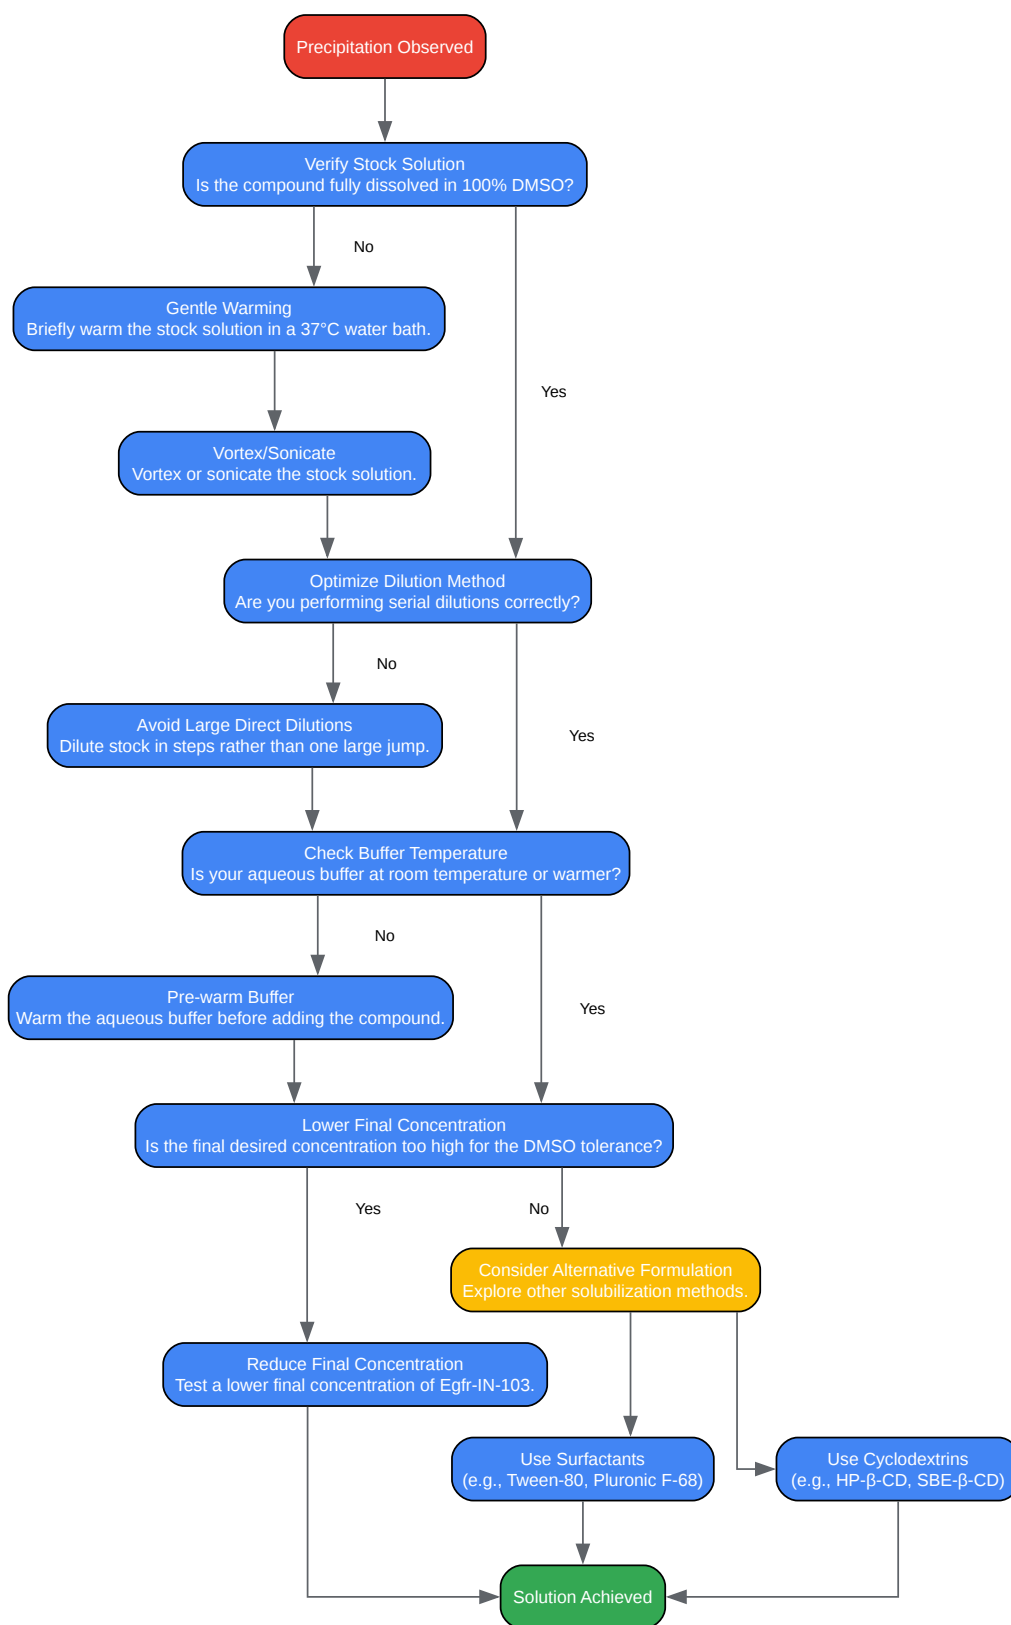 Precipitation Observed
Verify Stock Solution
Is the compound fully dissolved in 100% DMSO?
No
Gentle Warming
Briefly warm the stock solution in a 37°C water bath.
Yes
Vortex/Sonicate
Vortex or sonicate the stock solution.
Optimize Dilution Method
Are you performing serial dilutions correctly?
No
Avoid Large Direct Dilutions
Dilute stock in steps rather than one large jump.
Yes
Check Buffer Temperature
Is your aqueous buffer at room temperature or warmer?
No
Pre-warm Buffer
Warm the aqueous buffer before adding the compound.
Yes
Lower Final Concentration
Is the final desired concentration too high for the DMSO tolerance?
Yes
No
Consider Alternative Formulation
Explore other solubilization methods.
Reduce Final Concentration
Test a lower final concentration of Egfr-IN-103.
Use Surfactants
(e.g., Tween-80, Pluronic F-68)
Use Cyclodextrins
(e.g., HP-β-CD, SBE-β-CD)
Solution Achieved